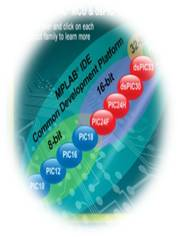 er and click on each
family to learn more
MPLAB® IDE
Common Development Platform
8-bit
16-bit
32
PIC10
PIC12
PIC16
PIC18
PIC24F
PIC24H
dsPIC30
dsPIC33